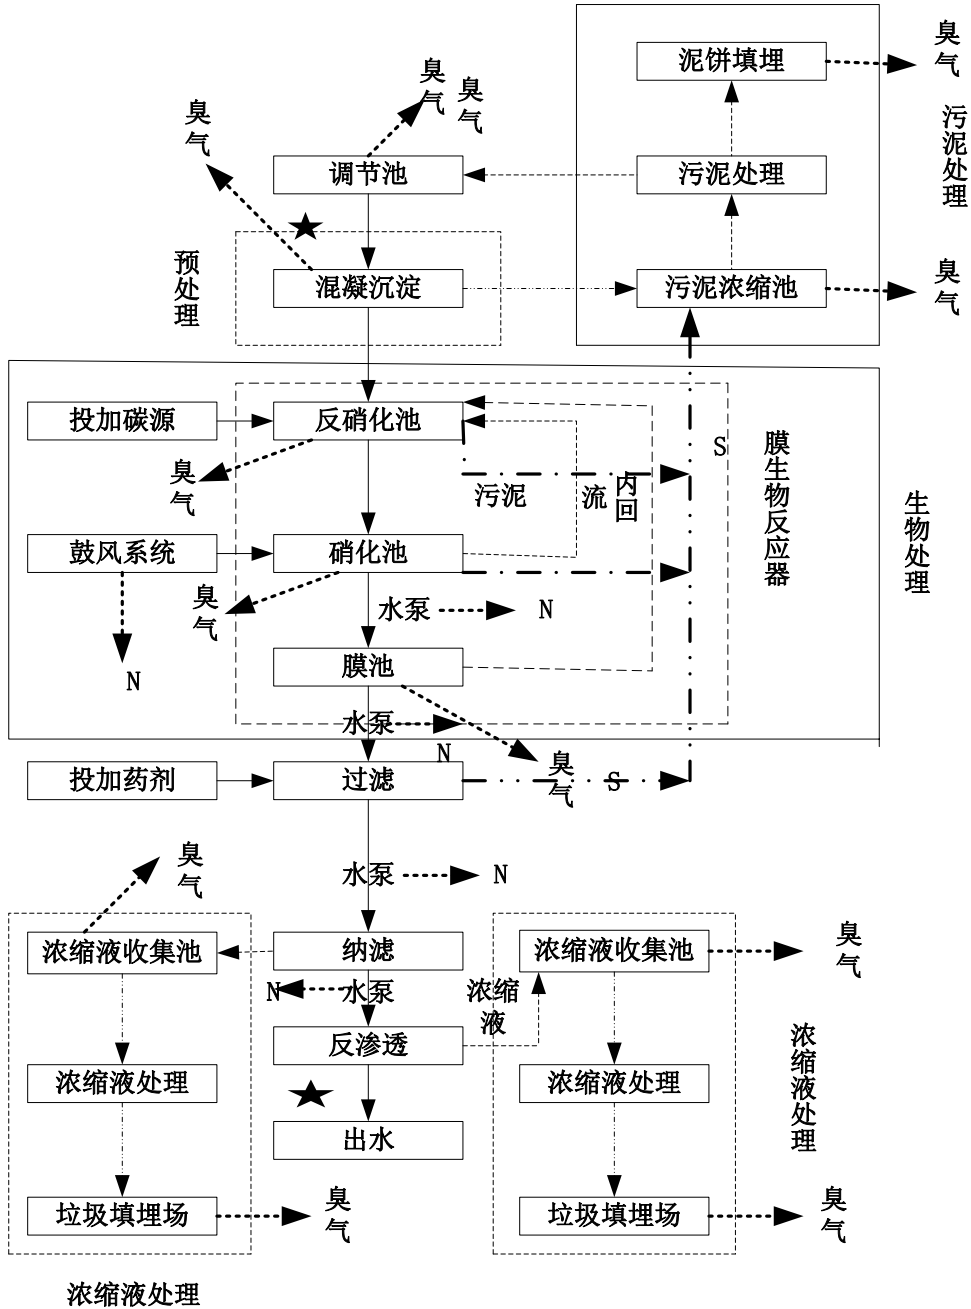 臭气
泥饼填埋
臭气
臭气
臭气
污泥处理
调节池
污泥处理
预处理
混凝沉淀
污泥浓缩池
臭气
投加碳源
反硝化池
S
膜生物反应器
臭气
污泥
内回
流
生物处理
鼓风系统
硝化池
臭气
水泵
N
N
膜池
水泵
N
臭气
投加药剂
过滤
S
臭气
水泵
N
浓缩液收集池
纳滤
浓缩液收集池
臭气
N
水泵
浓缩液
反渗透
浓缩液处理
浓缩液处理
浓缩液处理
出水
垃圾填埋场
臭气
垃圾填埋场
臭气
浓缩液处理